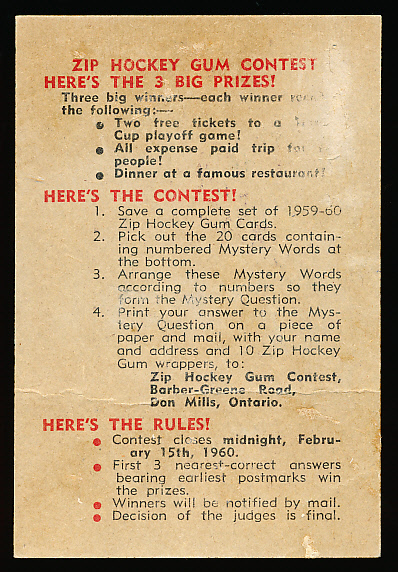 ZIP HOCKEY GUM CONTEST
HERE'S THE 3 BIG PRIZES!
Three big winners—each winner
the following:—
• Two free tickets to a
Cup playoff game!
• All expense paid trip for
people!
• Dinner at a famous restaurant!
HERE'S THE CONTEST!
1. Save a complete set of 1959-60
Zip Hockey Gum Cards.
2. Pick out the 20 cards contain-
ing numbered Mystery Words at
the bottom.
3. Arrange these Mystery Words
according to numbers so they
form the Mystery Question.
4. Print your answer to the Mys-
tery Question on a piece of
paper and mail, with your name
and address and 10 Zip Hockey
Gum wrappers, to:
Zip Hockey Gum Contest,
Barber-Greene Road,
Don Mills, Ontario.
HERE'S THE RULES!
• Contest closes midnight, Febru-
ary 15th, 1960.
• First 3 nearest-correct answers
bearing earliest postmarks win
the prizes.
• Winners will be notified by mail.
• Decision of the judges is final.